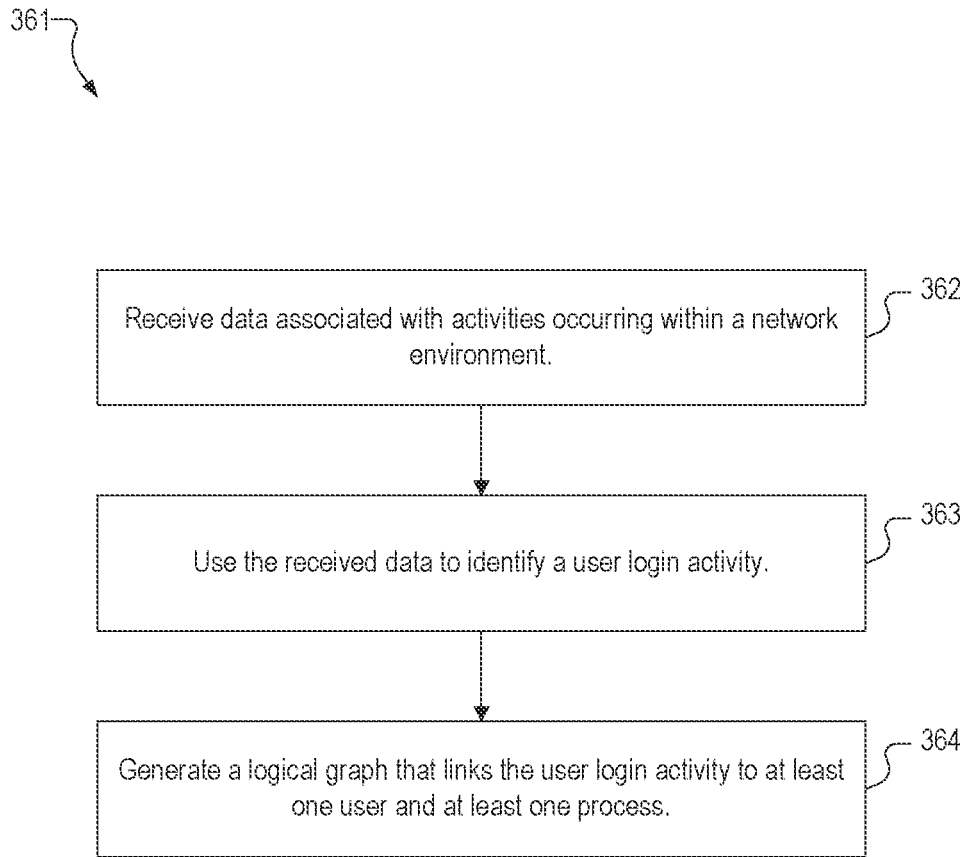 361
362
Receive data associated with activities occurring within a network
environment.
363
Use the received data to identify a user login activity.
364
Generate a logical graph that links the user login activity to at least
one user and at least one process.